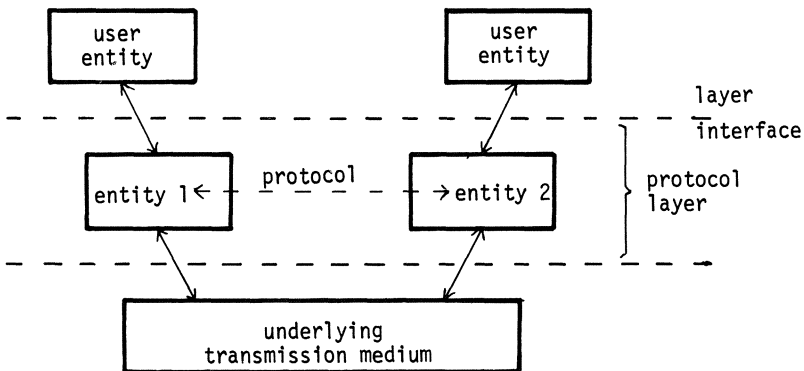 user
entity
user
entity
layer
interface
entity 1
protocol
entity 2
protocol
layer
underlying
transmission medium